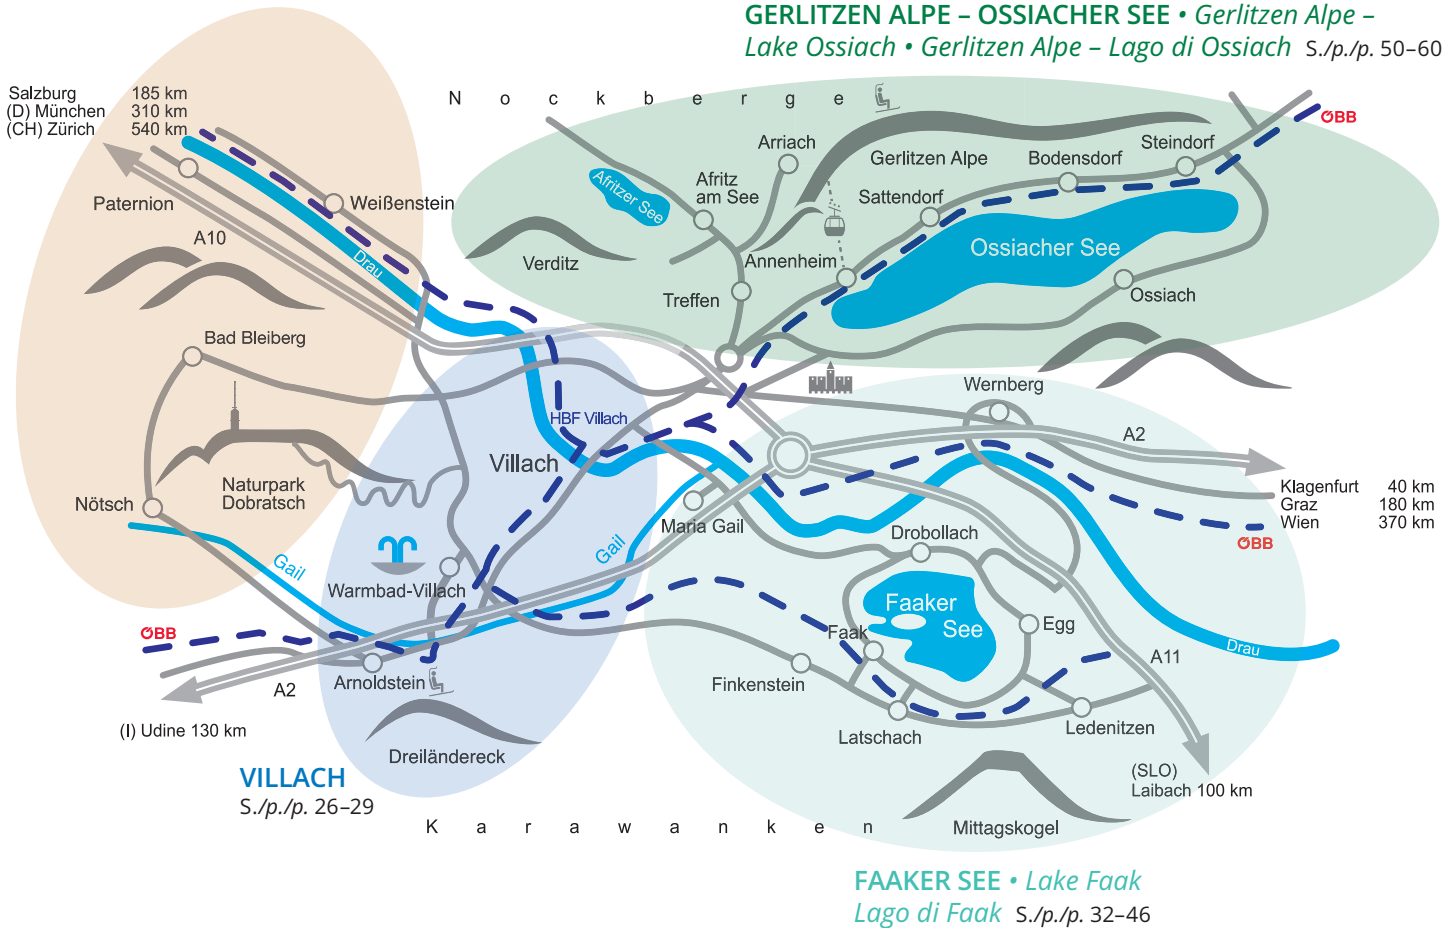 GERLITZEN ALPE – OSSIACHER SEE • Gerlitzen Alpe –
Lake Ossiach • Gerlitzen Alpe – Lago di Ossiach S./p./p. 50–60
Salzburg 185 km
(D) München 310 km
(CH) Zürich 540 km
N o c k b e r g e
ÖBB
Arriach
Gerlitzen Alpe
Bodensdorf
Steindorf
Afritzer See
Afritz
am See
Sattendorf
Paternion
Weißenstein
A10
Drau
Verditz
Annenheim
Ossiacher See
Treffen
Ossiach
Bad Bleiberg
Wernberg
HBF Villach
A2
Villach
Naturpark
Dobratsch
Nötsch
Klagenfurt 40 km
Graz 180 km
Wien 370 km
ÖBB
Maria Gail
Drobollach
Gail
Gail
Warmbad-Villach
Faaker
See
Egg
ÖBB
Faak
Drau
A11
A2
Arnoldstein
Finkenstein
Ledenitzen
(I) Udine 130 km
Latschach
Dreiländereck
(SLO)
Laibach 100 km
VILLACH
S./p./p. 26–29
K a r a w a n k e n
Mittagskogel
FAAKER SEE • Lake Faak
Lago di Faak S./p./p. 32–46